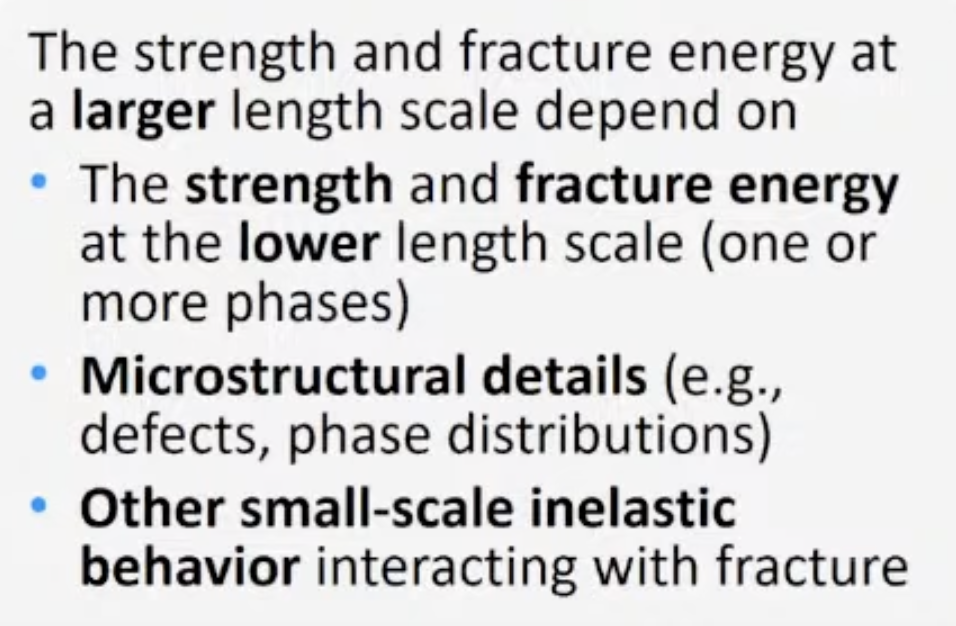 The strength and fracture energy at
a larger length scale depend on
• The strength and fracture energy
at the lower length scale (one or
more phases)
• Microstructural details (e.g.,
defects, phase distributions)
• Other small-scale inelastic
behavior interacting with fracture